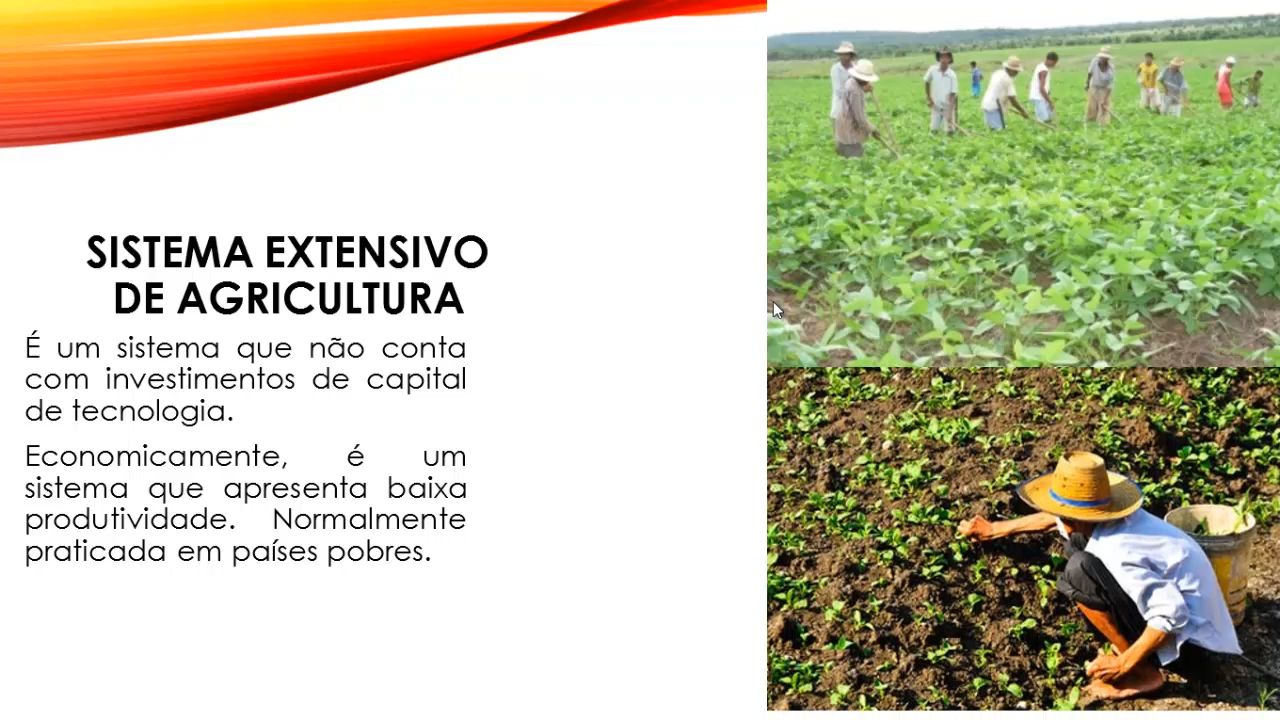 SISTEMA EXTENSIVO
DE AGRICULTURA
É um sistema que não conta
com investimentos de capital
de tecnologia.
Economicamente, é um
sistema que apresenta baixa
produtividade. Normalmente
praticada em países pobres.